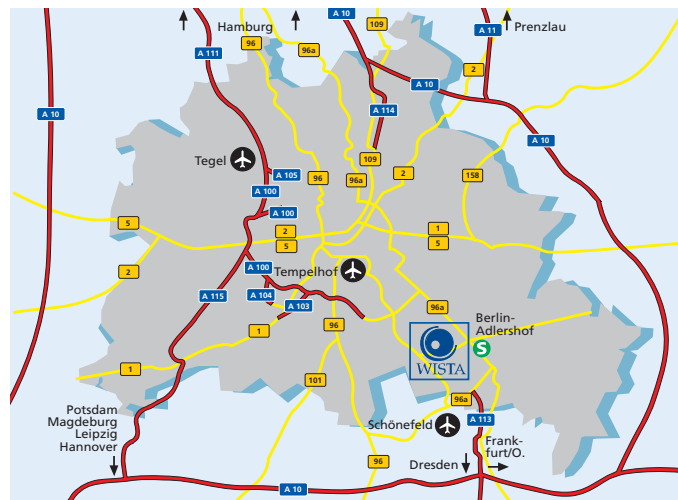 A 10
Hamburg
109
A 11
Prenzlau
96
96a
A 111
2
A 10
A 10
A 114
A 10
Tegel
109
A 105
96
96a
2
158
A 100
A 100
5
2
5
1
5
2
A 100
Tempelhof
A 115
A 104
A 103
96a
1
96
Berlin-
Adlershof
S
WISTA
1
101
96a
Potsdam
Magdeburg
Leipzig
Hannover
Schönefeld
A 113
Frank-
furt/O.
96
Dresden
A 10